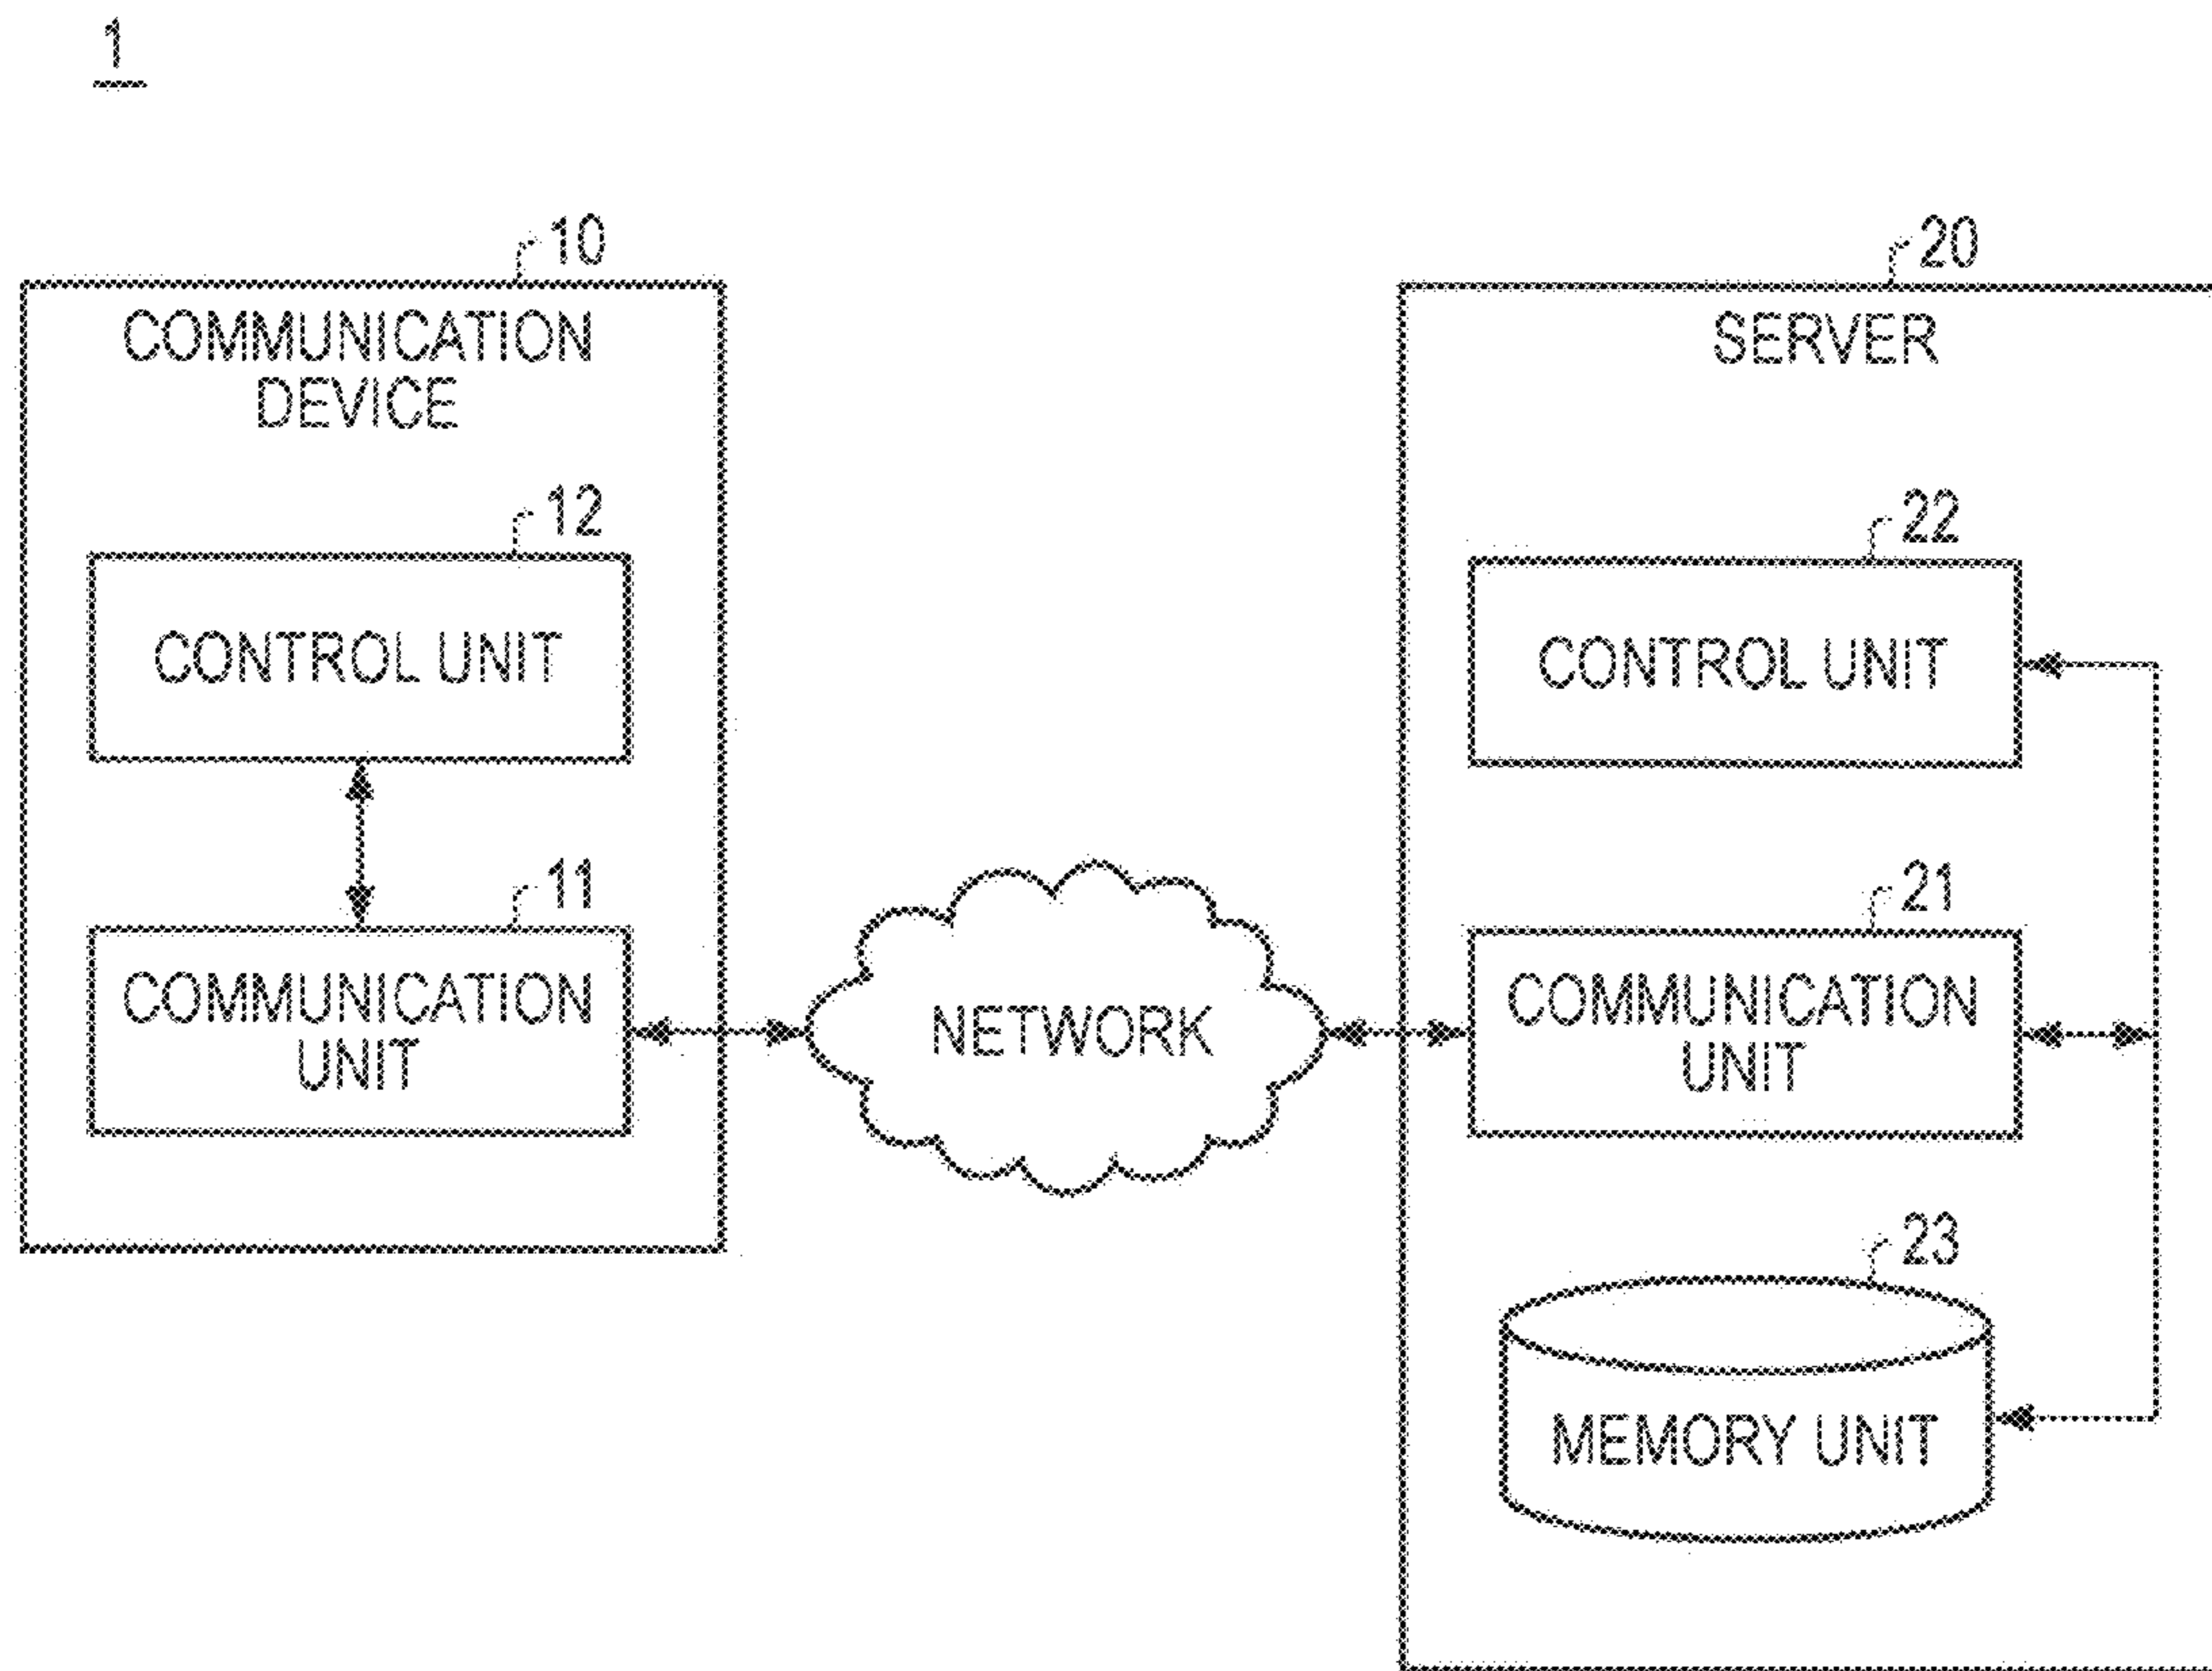 1
10
COMMUNICATION
DEVICE
12
CONTROL UNIT
11
COMMUNICATION
UNIT
NETWORK
20
SERVER
22
CONTROL UNIT
21
COMMUNICATION
UNIT
23
MEMORY UNIT